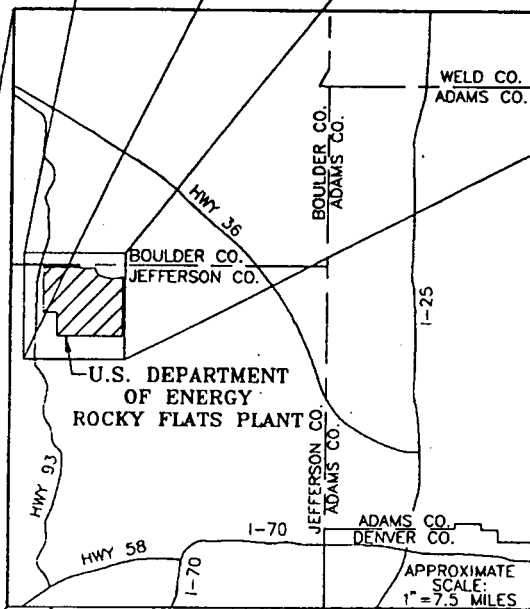 WELD CO.
ADAMS CO.
BOULDER CO.
ADAMS CO.
HWY 36
BOULDER CO.
JEFFERSON CO.
I-25
U.S. DEPARTMENT
OF ENERGY
ROCKY FLATS PLANT
JEFFERSON CO.
ADAMS CO.
HWY 93
I-70
ADAMS CO.
DENVER CO.
HWY 58
I-70
APPROXIMATE
SCALE:
1"=7.5 MILES